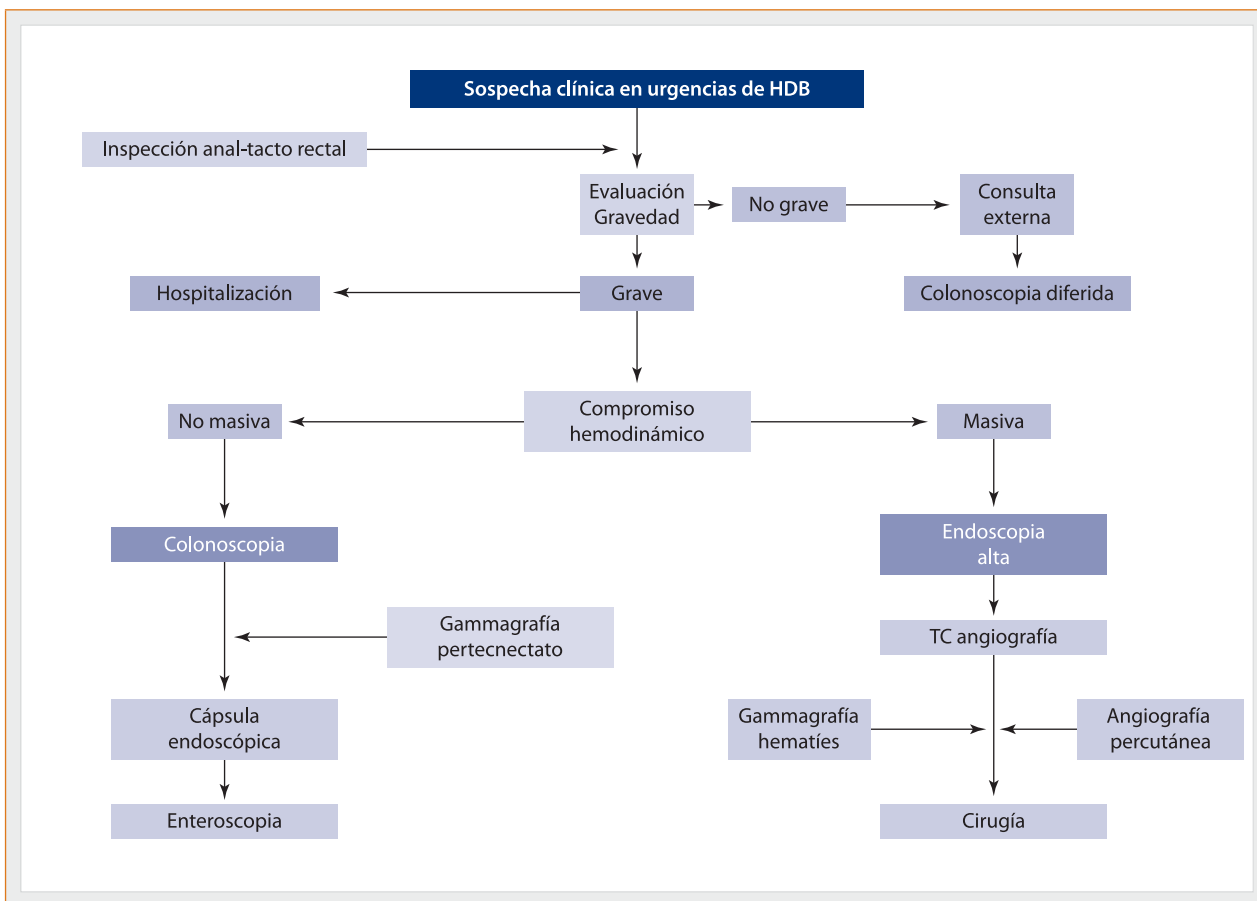 Sospecha clínica en urgencias de HDB
Inspección anal-tacto rectal
Evaluación
Gravedad
No grave
Consulta
externa
Hospitalización
Grave
Colonoscopia diferida
No masiva
Compromiso
hemodinámico
Masiva
Colonoscopia
Endoscopia
alta
Gammagrafía
pertecnectato
TC angiografía
Cápsula
endoscópica
Gammagrafía
hematíes
Angiografía
percutánea
Enteroscopia
Cirugía